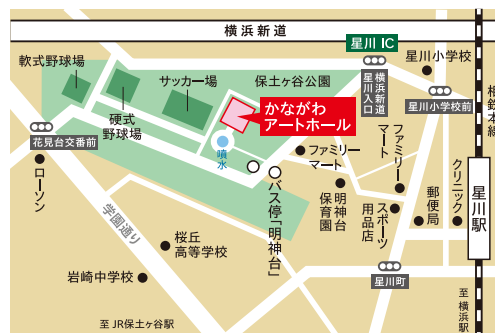 横浜新道
星川 IC
星川小学校
軟式野球場
サッカー場
保土ヶ谷公園
横浜新道
星川入口
星川小学校前
相鉄本線
硬式
野球場
かながわ
アートホール
花見台交番前
噴水
ファミリー
マート
ファミリー
マート
ローソン
バス停「明神台」
明神台
保育園
スポーツ
用品店
郵便局
クリニック
星川駅
学園通り
桜丘
高等学校
岩崎中学校
星川町
至 JR保土ヶ谷駅
至横浜駅